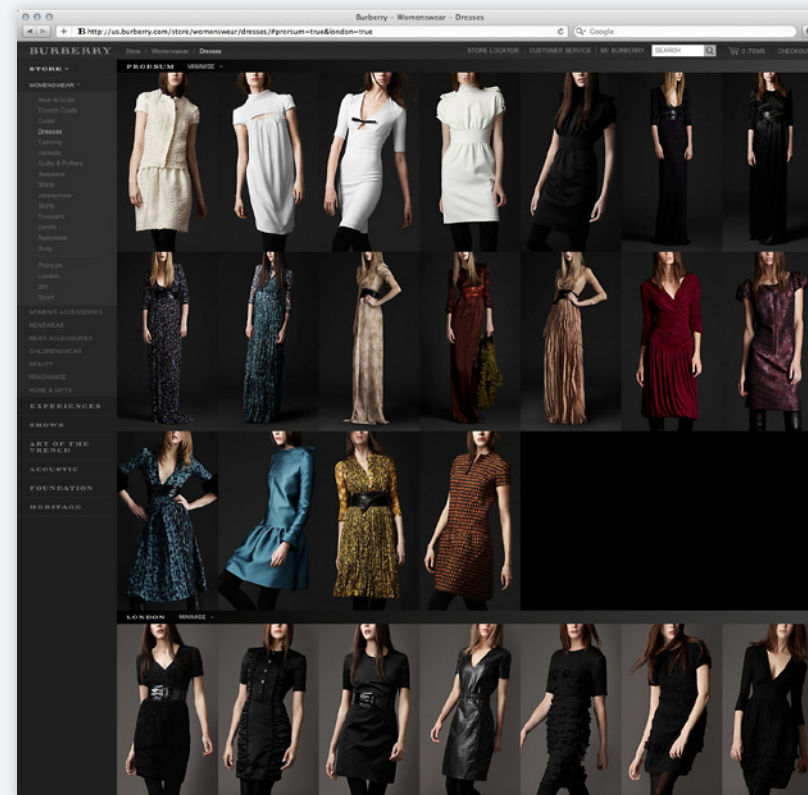 Burberry – Womenswear – Dresses
http://us.burberry.com/store/womenswear/dresses/#prorsum=true&london=true
Google
BURBERRY
Store / Womenswear / Dresses
STORE LOCATOR | CUSTOMER SERVICE | MY BURBERRY
SEARCH
0 ITEMS
CHECKOU
STORE
PRORSUM MINIMISE
WOMENSWEAR
New Arrivals
Trench Coats
Coats
Dresses
Tailoring
Jackets
Quilts & Puffers
Sweaters
Shirts
Skirts
Trousers
Denim
Swimwear
Body
Prorsum
London
Brit
Sport
WOMEN'S ACCESSORIES
MENSWEAR
MEN'S ACCESSORIES
CHILDRENSWEAR
BEAUTY
FRAGRANCE
HOME & GIFTS
EXPERIENCES
SHOWS
ART OF THE
TRENCH
ACOUSTIC
FOUNDATION
HERITAGE
LONDON MINIMISE